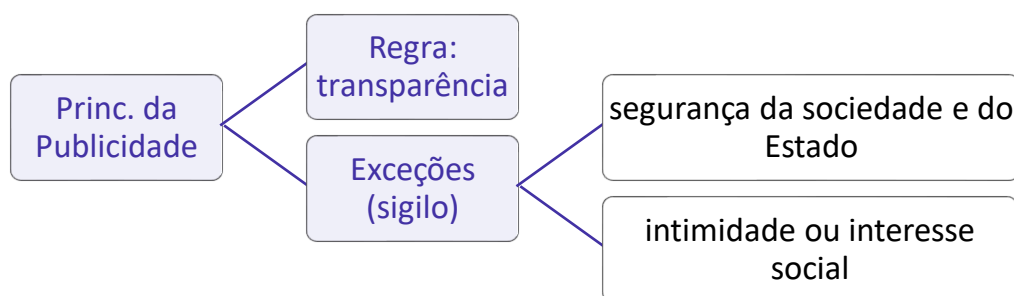 Princ. da
Publicidade
Regra:
transparência
Exceções
(sigilo)
segurança da sociedade e do
Estado
intimidade ou interesse
social